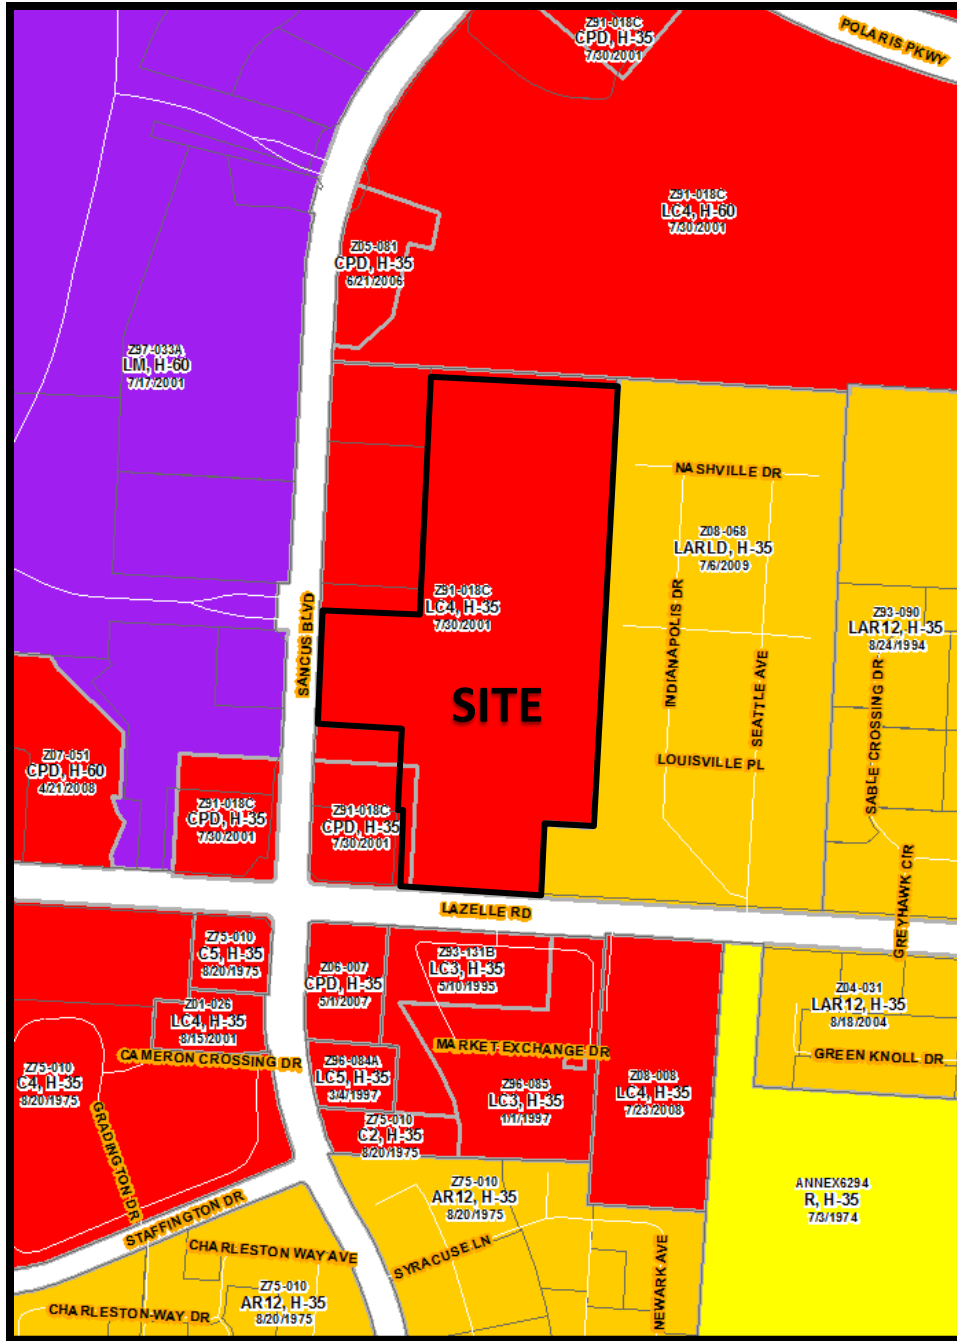 Z91-018C
CPD, H-35
7/30/2001
POLARIS PKWY
Z91-018C
LC4, H-60
7/30/2001
Z05-081
CPD, H-35
6/21/2006
Z97-033A
LM, H-60
7/17/2001
NASHVILLE DR
Z08-068
LARLD, H-35
7/6/2009
Z91-018C
LC4, H-35
7/30/2001
SANCUS BLVD
INDIANAPOLIS DR
SEATTLE AVE
Z93-090
LAR12, H-35
8/24/1994
SABLE CROSSING DR
SITE
LOUISVILLE PL
Z07-051
CPD, H-60
4/21/2008
Z91-018C
CPD, H-35
7/30/2001
Z91-018C
CPD, H-35
7/30/2001
GREYHAWK CIR
LAZELLE RD
Z75-010
C5, H-35
8/20/1975
Z06-007
CPD, H-35
5/1/2007
Z93-131B
LC3, H-35
5/10/1995
Z04-031
LAR12, H-35
8/18/2004
Z01-026
LC4, H-35
8/15/2001
CAMERON CROSSING DR
MARKET EXCHANGE DR
GREEN KNOLL DR
Z75-010
C4, H-35
8/20/1975
Z96-084A
LC5, H-35
3/4/1997
Z96-085
LC3, H-35
1/1/1997
Z08-008
LC4, H-35
7/23/2008
Z75-010
C2, H-35
8/20/1975
GRADINGTON DR
STAFFINGTON DR
Z75-010
AR12, H-35
8/20/1975
ANNEX6294
R, H-35
7/3/1974
CHARLESTON WAY AVE
SYRACUSE LN
NEWARK AVE
Z75-010
AR12, H-35
8/20/1975
CHARLESTON-WAY DR